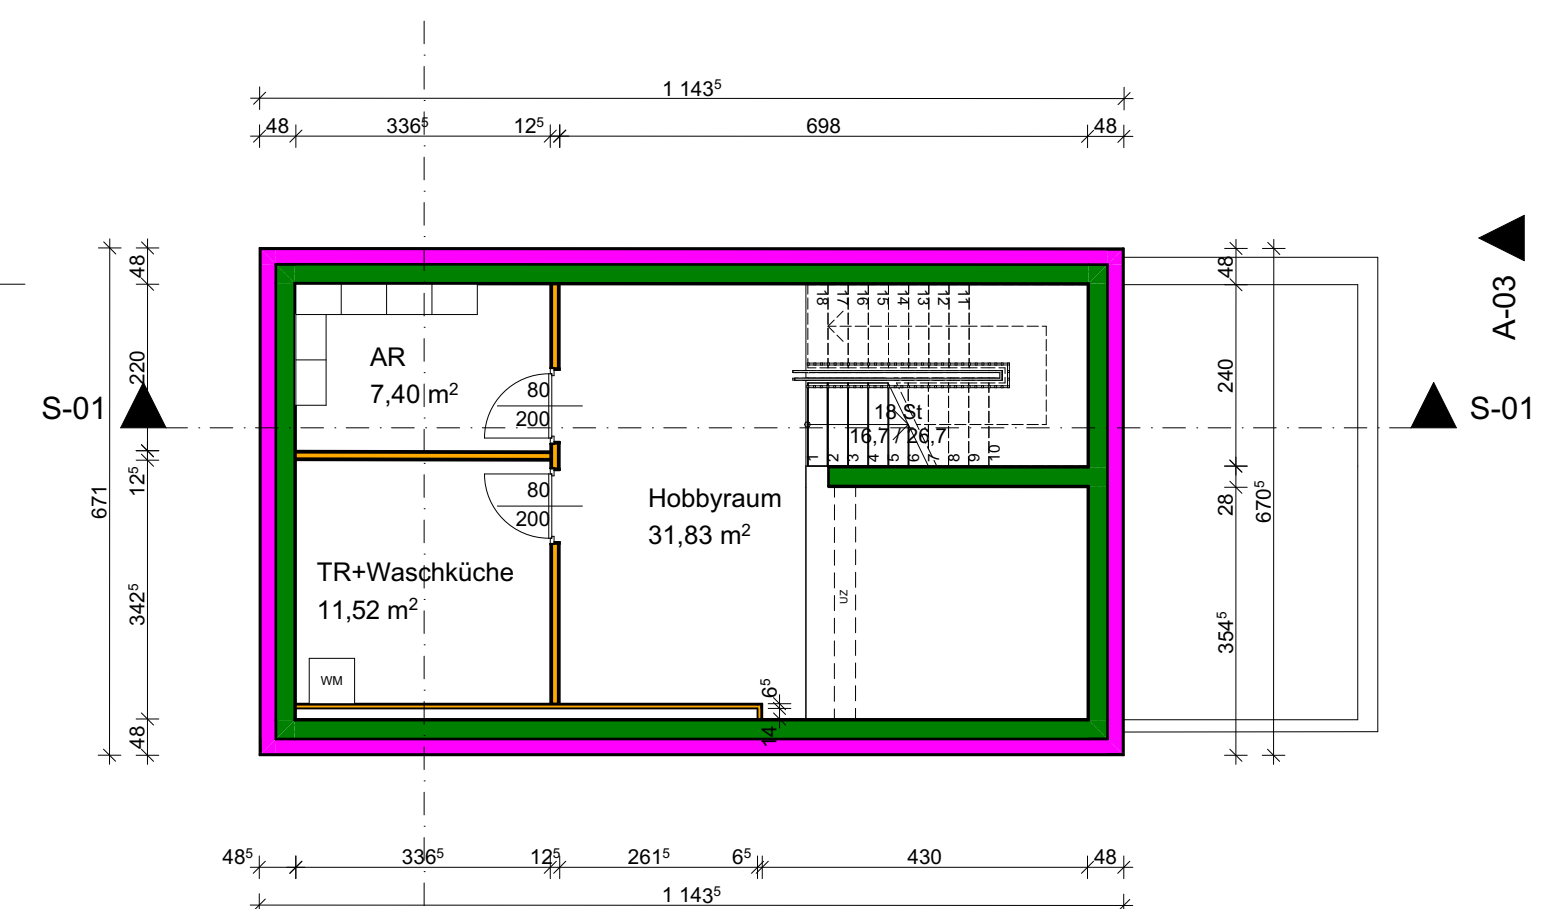 1 143⁵
48 336⁵ 12⁵ 698 48
48
220
12⁵
342⁵
48
671
S-01
AR
7,40 m²
80
200
80
200
TR+Waschküche
11,52 m²
WM
Hobbyraum
31,83 m²
18 17 16 15 14 13 12 11
18 St
16,7 / 26,7
1 2 3 4 5 6 7 8 9 10
UZ
6⁵
14
48
240
28
354⁵
48
670⁵
A-03
S-01
48⁵ 336⁵ 12⁵ 261⁵ 6⁵ 430 48
1 143⁵